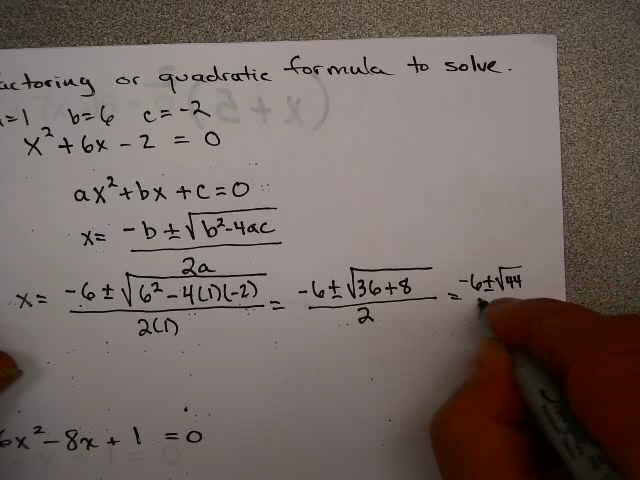 actoring or quadratic formula to solve.
=1 b=6 c=-2
x²+6x-2=0
ax²+bx+c=0
x= (-b±√(b²-4ac))/2a
x= (-6±√(6²-4(1)(-2)))/2(1) = (-6±√(36+8))/2 = -6±√44
6x²-8x+1=0